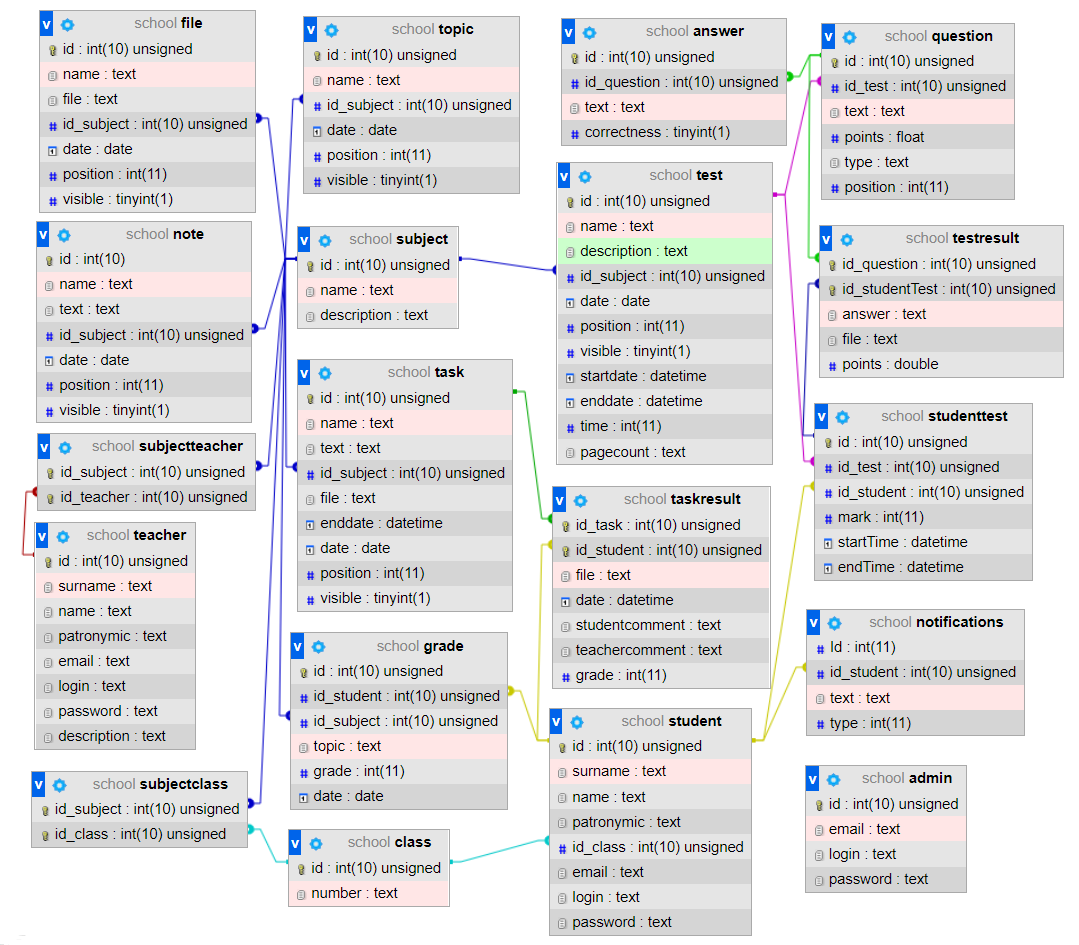 v school file
id : int(10) unsigned
name : text
file : text
# id_subject : int(10) unsigned
date : date
# position : int(11)
# visible : tinyint(1)
v school topic
id : int(10) unsigned
name : text
# id_subject : int(10) unsigned
date : date
# position : int(11)
# visible : tinyint(1)
v school answer
id : int(10) unsigned
# id_question : int(10) unsigned
text : text
# correctness : tinyint(1)
v school question
id : int(10) unsigned
# id_test : int(10) unsigned
text : text
# points : float
type : text
# position : int(11)
v school note
id : int(10)
name : text
text : text
# id_subject : int(10) unsigned
date : date
# position : int(11)
# visible : tinyint(1)
v school subject
id : int(10) unsigned
name : text
description : text
v school test
id : int(10) unsigned
name : text
description : text
# id_subject : int(10) unsigned
date : date
# position : int(11)
# visible : tinyint(1)
startdate : datetime
enddate : datetime
# time : int(11)
pagecount : text
v school testresult
id_question : int(10) unsigned
id_studentTest : int(10) unsigned
answer : text
file : text
# points : double
v school subjectteacher
id_subject : int(10) unsigned
id_teacher : int(10) unsigned
v school task
id : int(10) unsigned
name : text
text : text
# id_subject : int(10) unsigned
file : text
enddate : datetime
date : date
# position : int(11)
# visible : tinyint(1)
v school studenttest
id : int(10) unsigned
# id_test : int(10) unsigned
# id_student : int(10) unsigned
# mark : int(11)
startTime : datetime
endTime : datetime
v school teacher
id : int(10) unsigned
surname : text
name : text
patronymic : text
email : text
login : text
password : text
description : text
v school taskresult
id_task : int(10) unsigned
id_student : int(10) unsigned
file : text
date : datetime
studentcomment : text
teachercomment : text
# grade : int(11)
v school grade
id : int(10) unsigned
# id_student : int(10) unsigned
# id_subject : int(10) unsigned
topic : text
# grade : int(11)
date : date
v school notifications
# Id : int(11)
# id_student : int(10) unsigned
text : text
# type : int(11)
v school subjectclass
id_subject : int(10) unsigned
id_class : int(10) unsigned
v school class
id : int(10) unsigned
number : text
v school student
id : int(10) unsigned
surname : text
name : text
patronymic : text
# id_class : int(10) unsigned
email : text
login : text
password : text
v school admin
id : int(10) unsigned
email : text
login : text
password : text